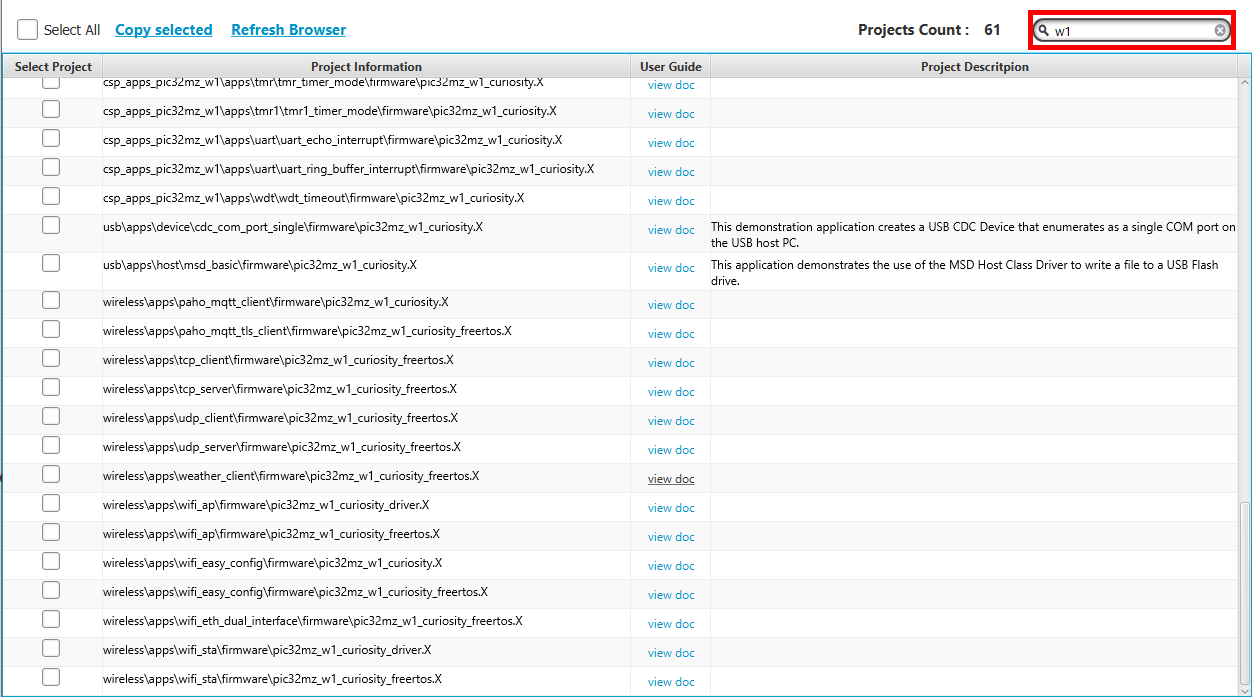 Select All Copy selected Refresh Browser Projects Count : 61 w1
Select Project Project Information User Guide Project Descritpion
csp_apps_pic32mz_w1\apps\tmr\tmr_timer_mode\firmware\pic32mz_w1_curiosity.X view doc
csp_apps_pic32mz_w1\apps\tmr1\tmr1_timer_mode\firmware\pic32mz_w1_curiosity.X view doc
csp_apps_pic32mz_w1\apps\uart\uart_echo_interrupt\firmware\pic32mz_w1_curiosity.X view doc
csp_apps_pic32mz_w1\apps\uart\uart_ring_buffer_interrupt\firmware\pic32mz_w1_curiosity.X view doc
csp_apps_pic32mz_w1\apps\wdt\wdt_timeout\firmware\pic32mz_w1_curiosity.X view doc
usb\apps\device\cdc_com_port_single\firmware\pic32mz_w1_curiosity.X view doc This demonstration application creates a USB CDC Device that enumerates as a single COM port on
the USB host PC.
usb\apps\host\msd_basic\firmware\pic32mz_w1_curiosity.X view doc This application demonstrates the use of the MSD Host Class Driver to write a file to a USB Flash
drive.
wireless\apps\paho_mqtt_client\firmware\pic32mz_w1_curiosity.X view doc
wireless\apps\paho_mqtt_tls_client\firmware\pic32mz_w1_curiosity_freertos.X view doc
wireless\apps\tcp_client\firmware\pic32mz_w1_curiosity_freertos.X view doc
wireless\apps\tcp_server\firmware\pic32mz_w1_curiosity_freertos.X view doc
wireless\apps\udp_client\firmware\pic32mz_w1_curiosity_freertos.X view doc
wireless\apps\udp_server\firmware\pic32mz_w1_curiosity_freertos.X view doc
wireless\apps\weather_client\firmware\pic32mz_w1_curiosity_freertos.X view doc
wireless\apps\wifi_ap\firmware\pic32mz_w1_curiosity_driver.X view doc
wireless\apps\wifi_ap\firmware\pic32mz_w1_curiosity_freertos.X view doc
wireless\apps\wifi_easy_config\firmware\pic32mz_w1_curiosity.X view doc
wireless\apps\wifi_easy_config\firmware\pic32mz_w1_curiosity_freertos.X view doc
wireless\apps\wifi_eth_dual_interface\firmware\pic32mz_w1_curiosity_freertos.X view doc
wireless\apps\wifi_sta\firmware\pic32mz_w1_curiosity_driver.X view doc
wireless\apps\wifi_sta\firmware\pic32mz_w1_curiosity_freertos.X view doc